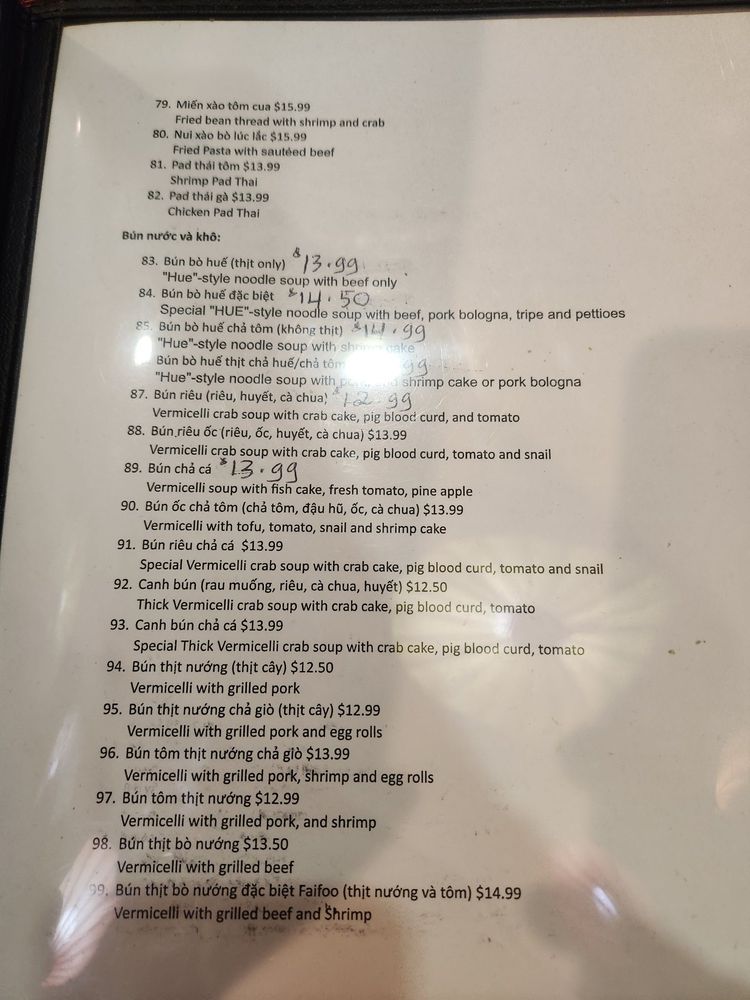 79. Miến xào tôm cua $15.99
Fried bean thread with shrimp and crab
80. Nui xào bò lúc lắc $15.99
Fried Pasta with sautéed beef
81. Pad thái tôm $13.99
Shrimp Pad Thai
82. Pad thái gà $13.99
Chicken Pad Thai
Bún nước và khô:
83. Bún bò huế (thịt only) $13.99
"Hue"-style noodle soup with beef only
84. Bún bò huế đặc biệt $14.50
Special "HUE"-style noodle soup with beef, pork bologna, tripe and pettioes
85. Bún bò huế chả tôm (không thịt) $14.99
"Hue"-style noodle soup with shrimp cake
Bún bò huế thịt chả huế/chả tôm 99
"Hue"-style noodle soup with shrimp cake or pork bologna
87. Bún riêu (riêu, huyết, cà chua) $12.99
Vermicelli crab soup with crab cake, pig blood curd, and tomato
88. Bún riêu ốc (riêu, ốc, huyết, cà chua) $13.99
Vermicelli crab soup with crab cake, pig blood curd, tomato and snail
89. Bún chả cá $13.99
Vermicelli soup with fish cake, fresh tomato, pine apple
90. Bún ốc chả tôm (chả tôm, đậu hũ, ốc, cà chua) $13.99
Vermicelli with tofu, tomato, snail and shrimp cake
91. Bún riêu chả cá $13.99
Special Vermicelli crab soup with crab cake, pig blood curd, tomato and snail
92. Canh bún (rau muống, riêu, cà chua, huyết) $12.50
Thick Vermicelli crab soup with crab cake, pig blood curd, tomato
93. Canh bún chả cá $13.99
Special Thick Vermicelli crab soup with crab cake, pig blood curd, tomato
94. Bún thịt nướng (thịt cây) $12.50
Vermicelli with grilled pork
95. Bún thịt nướng chả giò (thịt cây) $12.99
Vermicelli with grilled pork and egg rolls
96. Bún tôm thịt nướng chả giò $13.99
Vermicelli with grilled pork, shrimp and egg rolls
97. Bún tôm thịt nướng $12.99
Vermicelli with grilled pork, and shrimp
98. Bún thịt bò nướng $13.50
Vermicelli with grilled beef
99. Bún thịt bò nướng đặc biệt Faifoo (thịt nướng và tôm) $14.99
Vermicelli with grilled beef and Shrimp